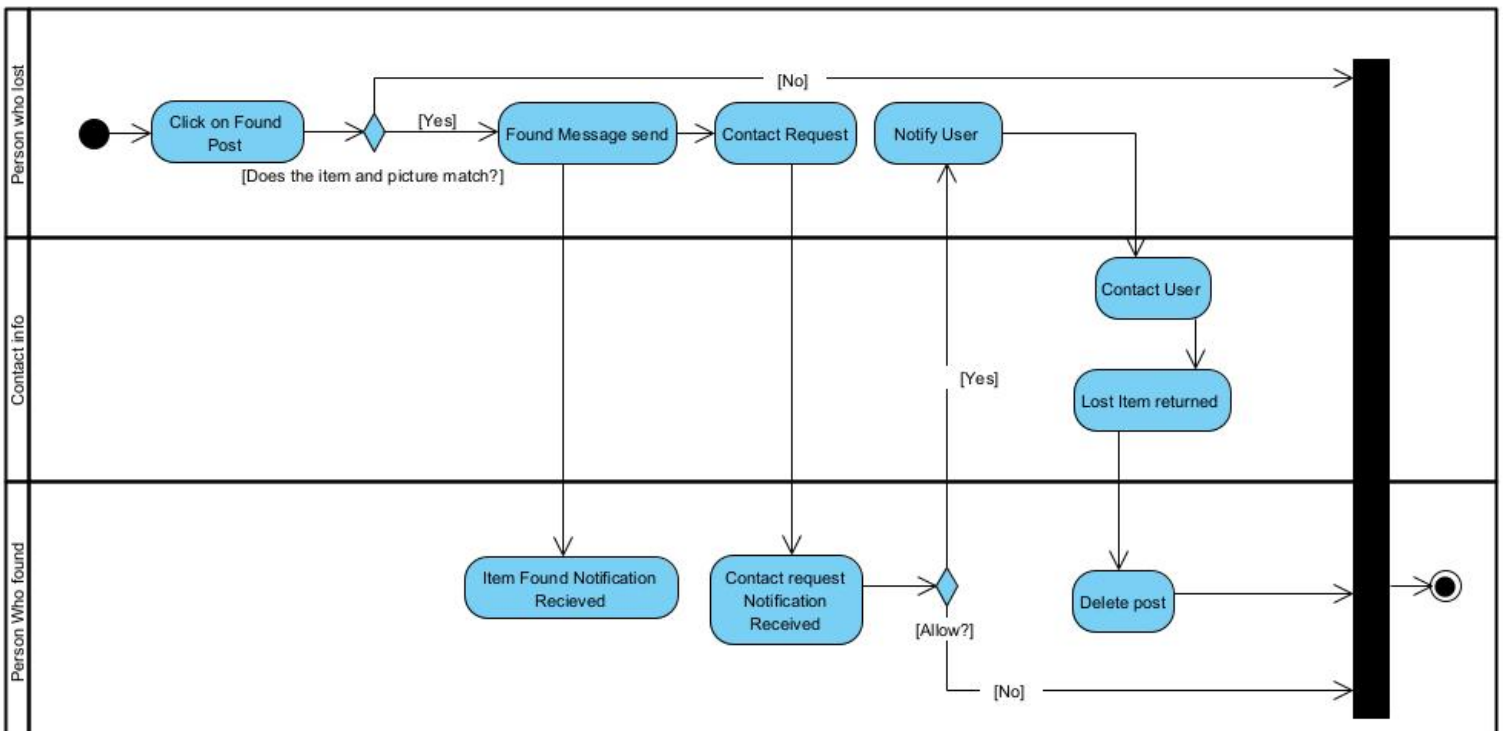 Person who lost
[No]
Click on Found
Post
[Yes]
Found Message send
Contact Request
Notify User
[Does the item and picture match?]
Contact info
Contact User
[Yes]
Lost Item returned
Person Who found
Item Found Notification
Recieved
Contact request
Notification
Received
[Allow?]
Delete post
[No]